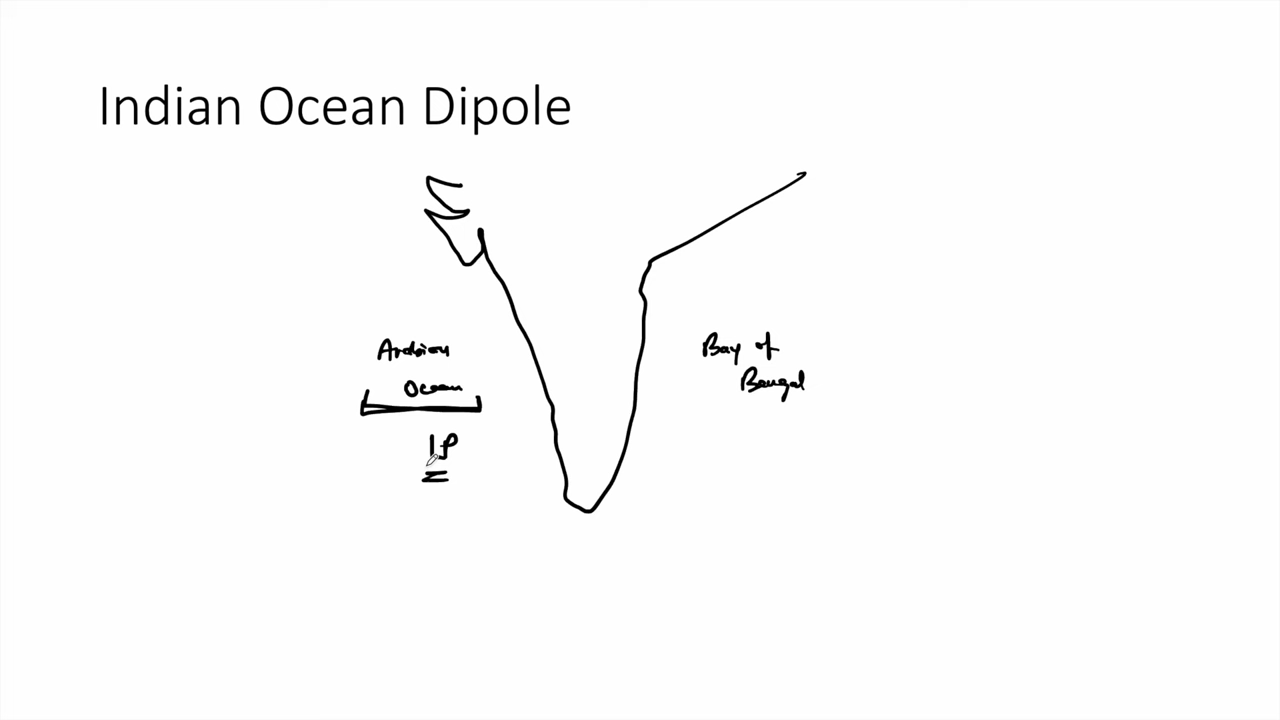 Indian Ocean Dipole
Arabian
Ocean
Bay of
Bengal